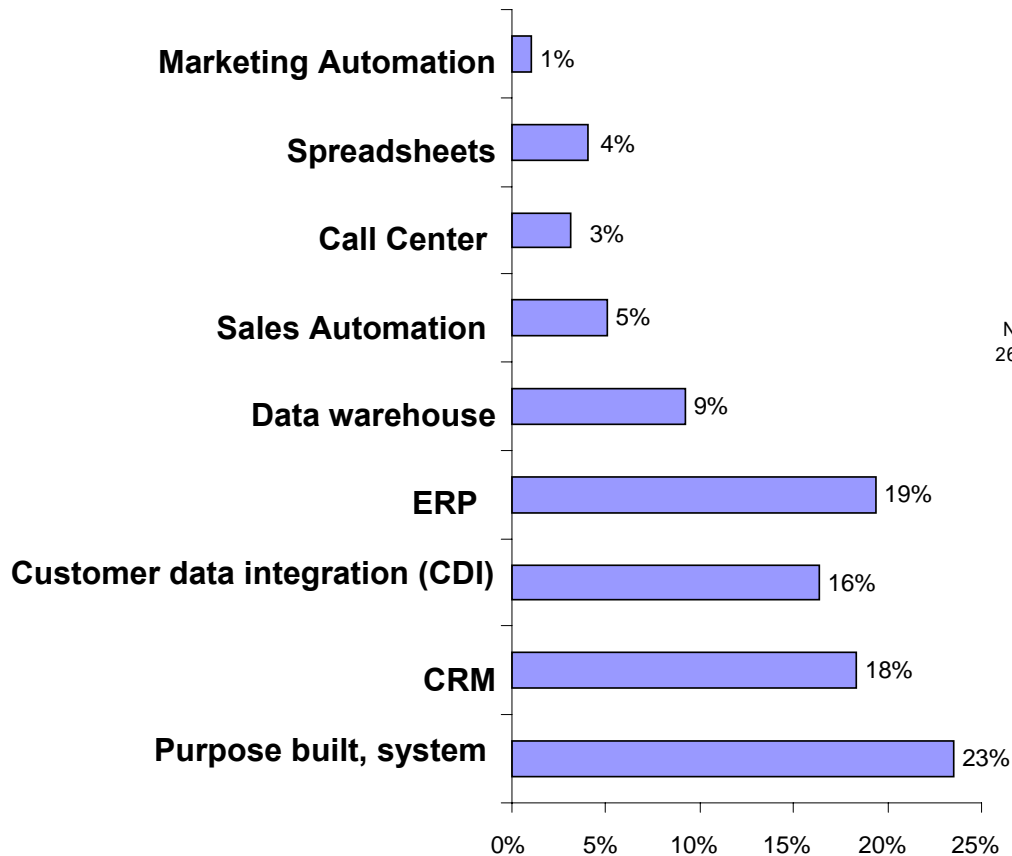 Marketing Automation 1%
Spreadsheets 4%
Call Center 3%
Sales Automation 5%
N
26
Data warehouse 9%
ERP 19%
Customer data integration (CDI) 16%
CRM 18%
Purpose built, system 23%
0% 5% 10% 15% 20% 25%